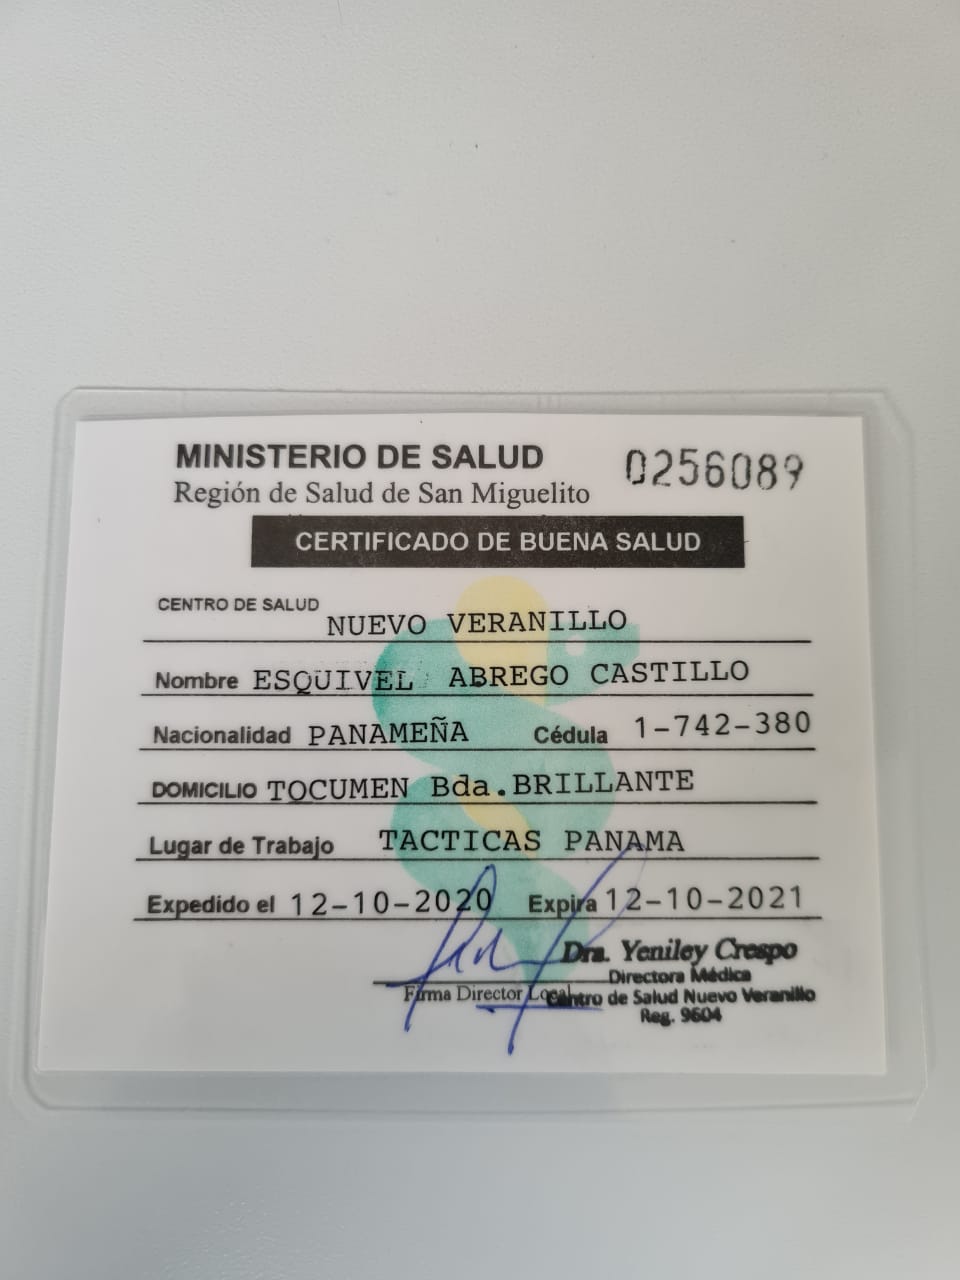 MINISTERIO DE SALUD 0256089
Región de Salud de San Miguelito
CERTIFICADO DE BUENA SALUD
CENTRO DE SALUD NUEVO VERANILLO
Nombre ESQUIVEL ABREGO CASTILLO
Nacionalidad PANAMEÑA Cédula 1-742-380
DOMICILIO TOCUMEN Bda.BRILLANTE
Lugar de Trabajo TACTICAS PANAMA
Expedido el 12-10-2020 Expira 12-10-2021
Dra. Yeniley Crespo
Directora Médica
Firma Director Local Centro de Salud Nuevo Veranillo
Reg. 9604